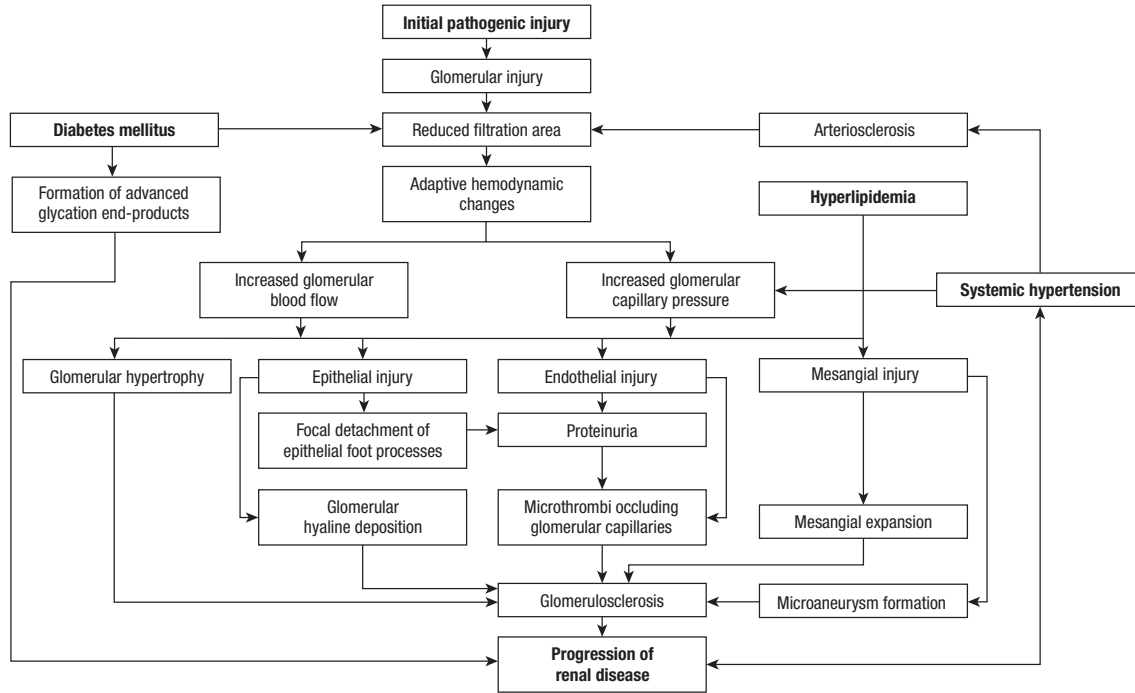 Initial pathogenic injury
Glomerular injury
Diabetes mellitus
Reduced filtration area
Arteriosclerosis
Formation of advanced
glycation end-products
Adaptive hemodynamic
changes
Hyperlipidemia
Increased glomerular
blood flow
Increased glomerular
capillary pressure
Systemic hypertension
Glomerular hypertrophy
Epithelial injury
Endothelial injury
Mesangial injury
Focal detachment of
epithelial foot processes
Proteinuria
Glomerular
hyaline deposition
Microthrombi occluding
glomerular capillaries
Mesangial expansion
Glomerulosclerosis
Microaneurysm formation
Progression of
renal disease